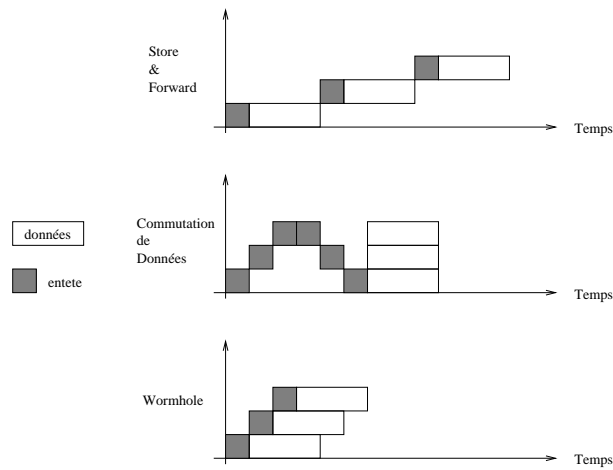 Store
&
Forward
Temps
Commutation
de
Données
données
entete
Temps
Wormhole
Temps